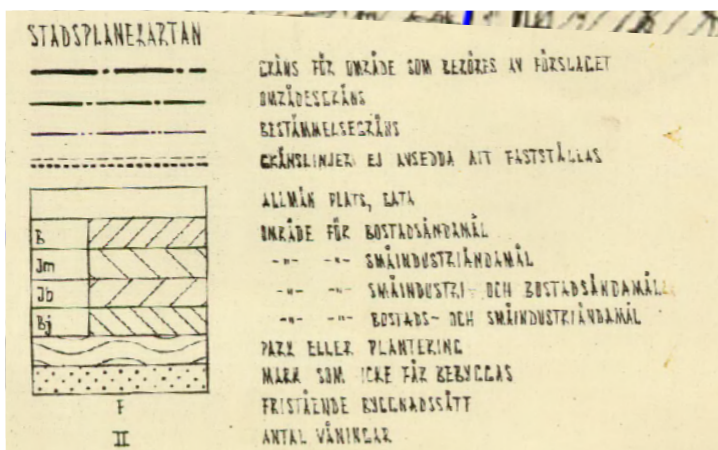 STADSPLANEKARTAN
GRÄNS FÖR OMRÅDE SOM BERÖRES AV FÖRSLAGET
OMRÅDESGRÄNS
BESTÄMMELSEGRÄNS
GRÄNSLINJER EJ AVSEDDA ATT FASTSTÄLLAS
ALLMÄN PLATS, GATA
B OMRÅDE FÖR BOSTADSÄNDAMÅL
Jm -"- -"- SMÅINDUSTRIÄNDAMÅL
Jb -"- -"- SMÅINDUSTRI- OCH BOSTADSÄNDAMÅL
Bj -"- -"- BOSTADS- OCH SMÅINDUSTRIÄNDAMÅL
PARK ELLER PLANTERING
MARK SOM ICKE FÅR BEBYGGAS
F FRISTÅENDE BYGGNADSSÄTT
II ANTAL VÅNINGAR